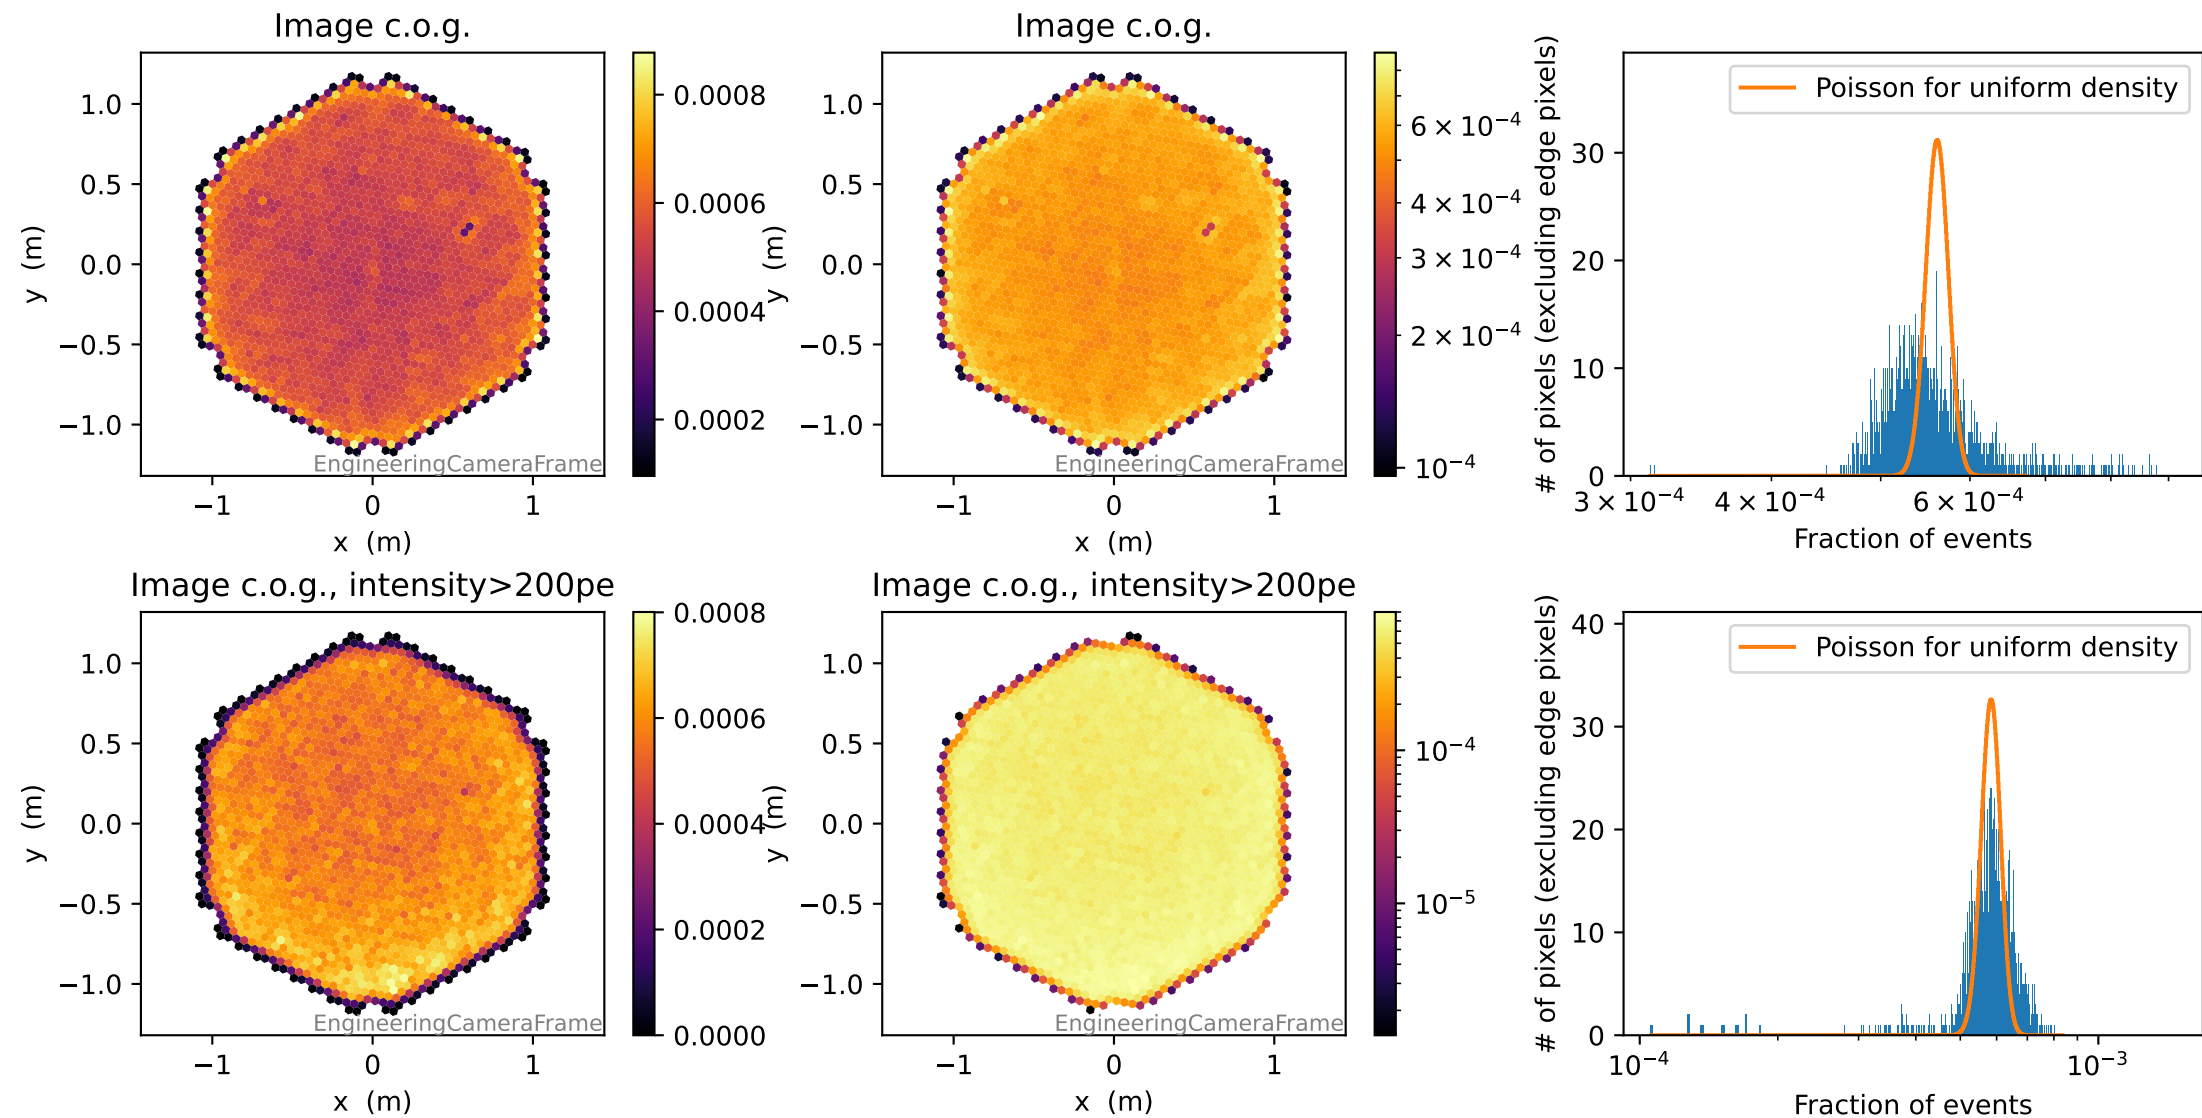 Image c.o.g.
1.0
0.5
0.0
−0.5
−1.0
y (m)
−1
0
1
x (m)
EngineeringCameraFrame
0.0008
0.0006
0.0004
0.0002
Image c.o.g.
1.0
0.5
0.0
−0.5
−1.0
y (m)
−1
0
1
x (m)
EngineeringCameraFrame
6 × 10⁻⁴
4 × 10⁻⁴
3 × 10⁻⁴
2 × 10⁻⁴
10⁻⁴
Poisson for uniform density
# of pixels (excluding edge pixels)
30
20
10
0
3 × 10⁻⁴
4 × 10⁻⁴
6 × 10⁻⁴
Fraction of events
Image c.o.g., intensity>200pe
1.0
0.5
0.0
−0.5
−1.0
y (m)
−1
0
1
x (m)
EngineeringCameraFrame
0.0008
0.0006
0.0004
0.0002
0.0000
Image c.o.g., intensity>200pe
1.0
0.5
0.0
−0.5
−1.0
y (m)
−1
0
1
x (m)
EngineeringCameraFrame
10⁻⁴
10⁻⁵
Poisson for uniform density
# of pixels (excluding edge pixels)
40
30
20
10
0
10⁻⁴
10⁻³
Fraction of events